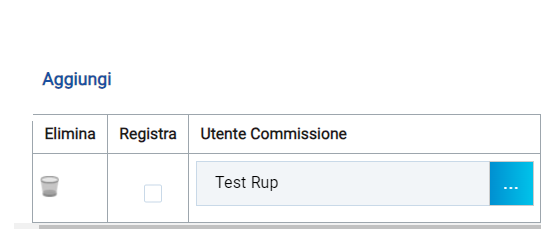 Aggiungi
Elimina Registra Utente Commissione
Test Rup ...